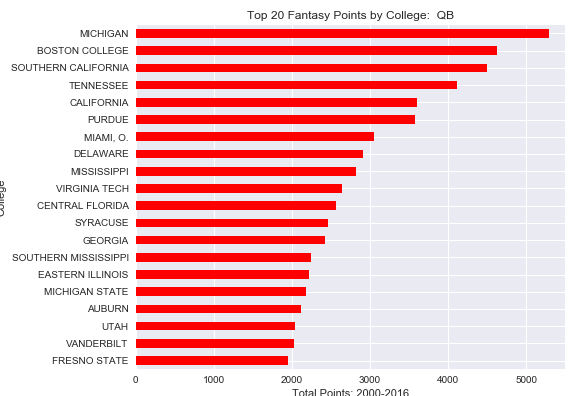 Top 20 Fantasy Points by College:  QB
MICHIGAN
BOSTON COLLEGE
SOUTHERN CALIFORNIA
TENNESSEE
CALIFORNIA
PURDUE
MIAMI, O.
DELAWARE
MISSISSIPPI
VIRGINIA TECH
CENTRAL FLORIDA
SYRACUSE
GEORGIA
SOUTHERN MISSISSIPPI
EASTERN ILLINOIS
MICHIGAN STATE
AUBURN
UTAH
VANDERBILT
FRESNO STATE
College
0 1000 2000 3000 4000 5000
Total Points: 2000-2016